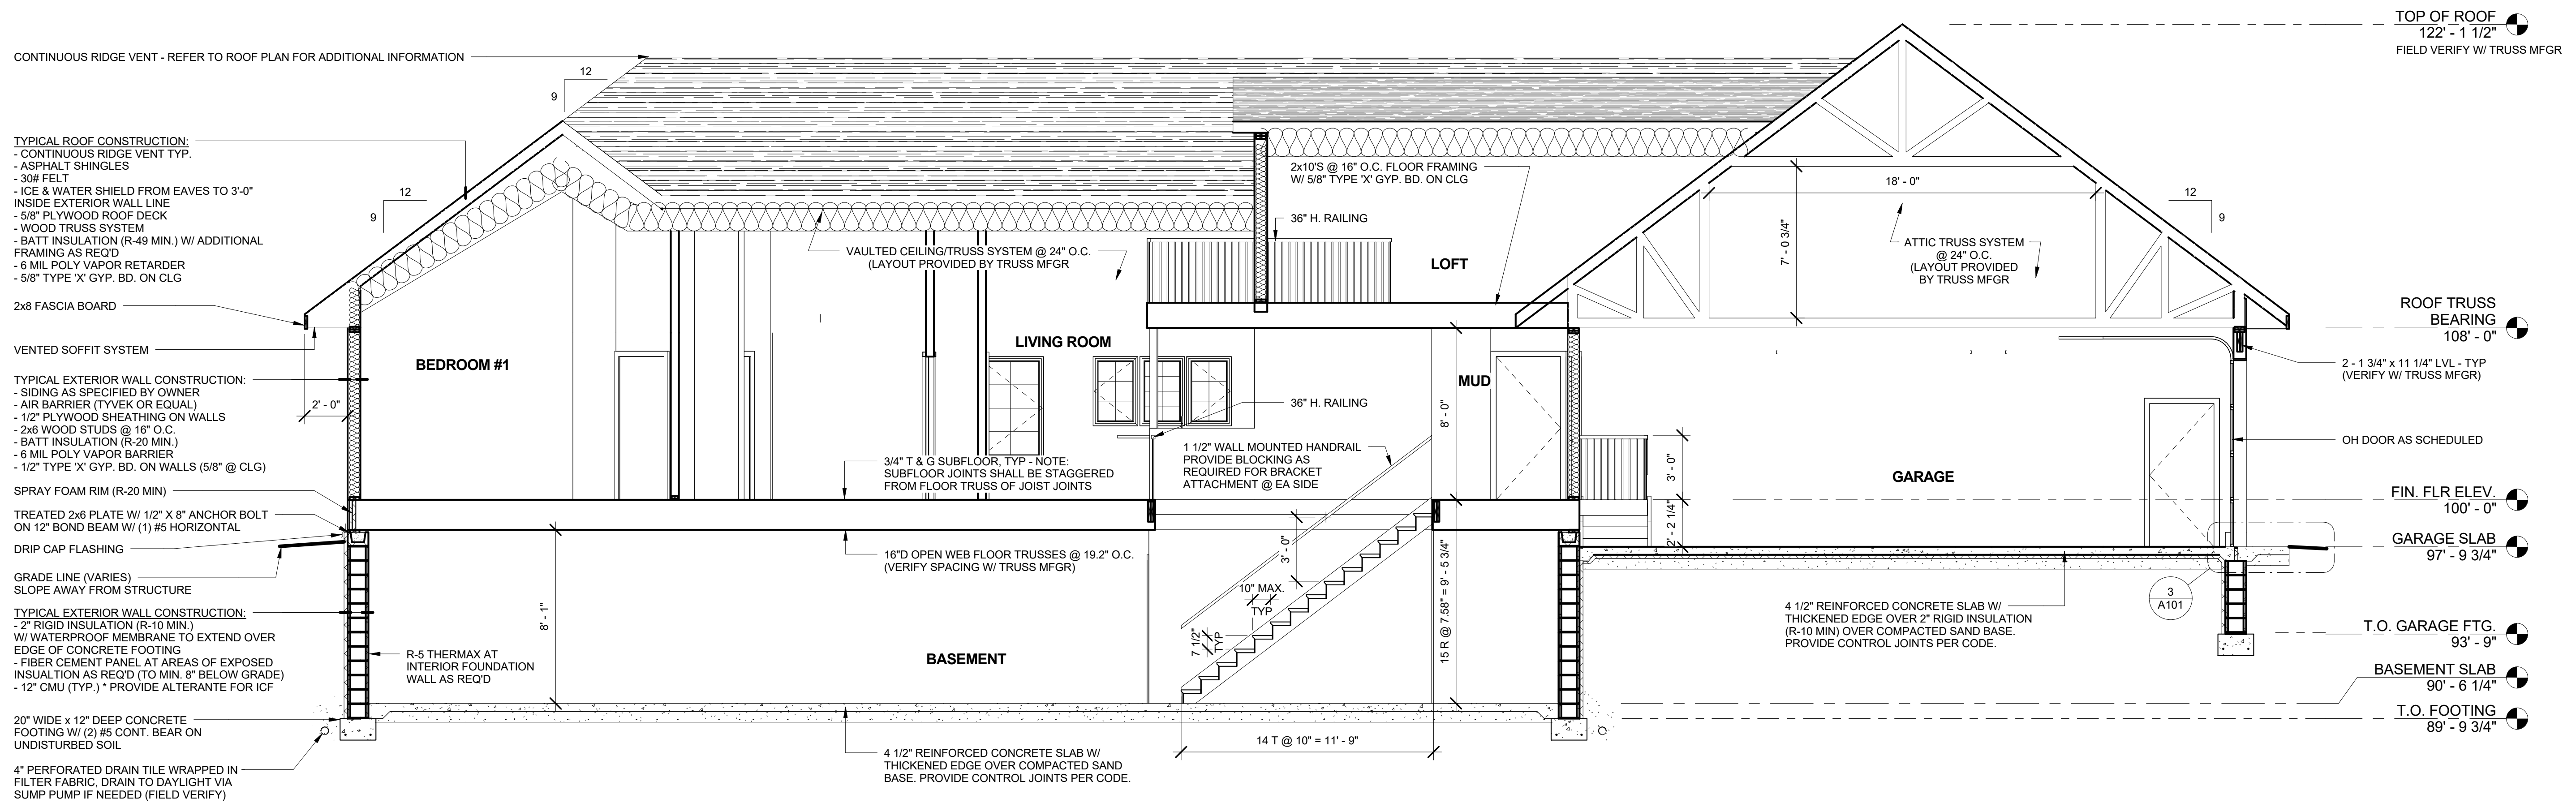 CONTINUOUS RIDGE VENT - REFER TO ROOF PLAN FOR ADDITIONAL INFORMATION
TYPICAL ROOF CONSTRUCTION:
- CONTINUOUS RIDGE VENT TYP.
- ASPHALT SHINGLES
- 30# FELT
- ICE & WATER SHIELD FROM EAVES TO 3'-0"
INSIDE EXTERIOR WALL LINE
- 5/8" PLYWOOD ROOF DECK
- WOOD TRUSS SYSTEM
- BATT INSULATION (R-49 MIN.) W/ ADDITIONAL
FRAMING AS REQ'D
- 6 MIL POLY VAPOR RETARDER
- 5/8" TYPE 'X' GYP. BD. ON CLG
2x8 FASCIA BOARD
VENTED SOFFIT SYSTEM
TYPICAL EXTERIOR WALL CONSTRUCTION:
- SIDING AS SPECIFIED BY OWNER
- AIR BARRIER (TYVEK OR EQUAL)
- 1/2" PLYWOOD SHEATHING ON WALLS
- 2x6 WOOD STUDS @ 16" O.C.
- BATT INSULATION (R-20 MIN.)
- 6 MIL POLY VAPOR BARRIER
- 1/2" TYPE 'X' GYP. BD. ON WALLS (5/8" @ CLG)
SPRAY FOAM RIM (R-20 MIN)
TREATED 2x6 PLATE W/ 1/2" X 8" ANCHOR BOLT
ON 12" BOND BEAM W/ (1) #5 HORIZONTAL
DRIP CAP FLASHING
GRADE LINE (VARIES)
SLOPE AWAY FROM STRUCTURE
TYPICAL EXTERIOR WALL CONSTRUCTION:
- 2" RIGID INSULATION (R-10 MIN.)
W/ WATERPROOF MEMBRANE TO EXTEND OVER
EDGE OF CONCRETE FOOTING
- FIBER CEMENT PANEL AT AREAS OF EXPOSED
INSUALTION AS REQ'D (TO MIN. 8" BELOW GRADE)
- 12" CMU (TYP.) * PROVIDE ALTERANTE FOR ICF
20" WIDE x 12" DEEP CONCRETE
FOOTING W/ (2) #5 CONT. BEAR ON
UNDISTURBED SOIL
4" PERFORATED DRAIN TILE WRAPPED IN
FILTER FABRIC, DRAIN TO DAYLIGHT VIA
SUMP PUMP IF NEEDED (FIELD VERIFY)
12
9
12
9
2' - 0"
BEDROOM #1
VAULTED CEILING/TRUSS SYSTEM @ 24" O.C.
(LAYOUT PROVIDED BY TRUSS MFGR
LIVING ROOM
3/4" T & G SUBFLOOR, TYP - NOTE:
SUBFLOOR JOINTS SHALL BE STAGGERED
FROM FLOOR TRUSS OF JOIST JOINTS
16"D OPEN WEB FLOOR TRUSSES @ 19.2" O.C.
(VERIFY SPACING W/ TRUSS MFGR)
8' - 1"
R-5 THERMAX AT
INTERIOR FOUNDATION
WALL AS REQ'D
BASEMENT
4 1/2" REINFORCED CONCRETE SLAB W/
THICKENED EDGE OVER COMPACTED SAND
BASE. PROVIDE CONTROL JOINTS PER CODE.
2x10'S @ 16" O.C. FLOOR FRAMING
W/ 5/8" TYPE 'X' GYP. BD. ON CLG
36" H. RAILING
LOFT
MUD
8' - 0"
36" H. RAILING
1 1/2" WALL MOUNTED HANDRAIL
PROVIDE BLOCKING AS
REQUIRED FOR BRACKET
ATTACHMENT @ EA SIDE
3' - 0"
10" MAX.
TYP
7 1/2"
TYP
15 R @ 7.58" = 9' - 5 3/4"
14 T @ 10" = 11' - 9"
18' - 0"
7' - 0 3/4"
ATTIC TRUSS SYSTEM
@ 24" O.C.
(LAYOUT PROVIDED
BY TRUSS MFGR
12
9
3' - 0"
2' - 2 1/4"
GARAGE
4 1/2" REINFORCED CONCRETE SLAB W/
THICKENED EDGE OVER 2" RIGID INSULATION
(R-10 MIN) OVER COMPACTED SAND BASE.
PROVIDE CONTROL JOINTS PER CODE.
3
A101
TOP OF ROOF
122' - 1 1/2"
FIELD VERIFY W/ TRUSS MFGR
ROOF TRUSS
BEARING
108' - 0"
2 - 1 3/4" x 11 1/4" LVL - TYP
(VERIFY W/ TRUSS MFGR)
OH DOOR AS SCHEDULED
FIN. FLR ELEV.
100' - 0"
GARAGE SLAB
97' - 9 3/4"
T.O. GARAGE FTG.
93' - 9"
BASEMENT SLAB
90' - 6 1/4"
T.O. FOOTING
89' - 9 3/4"